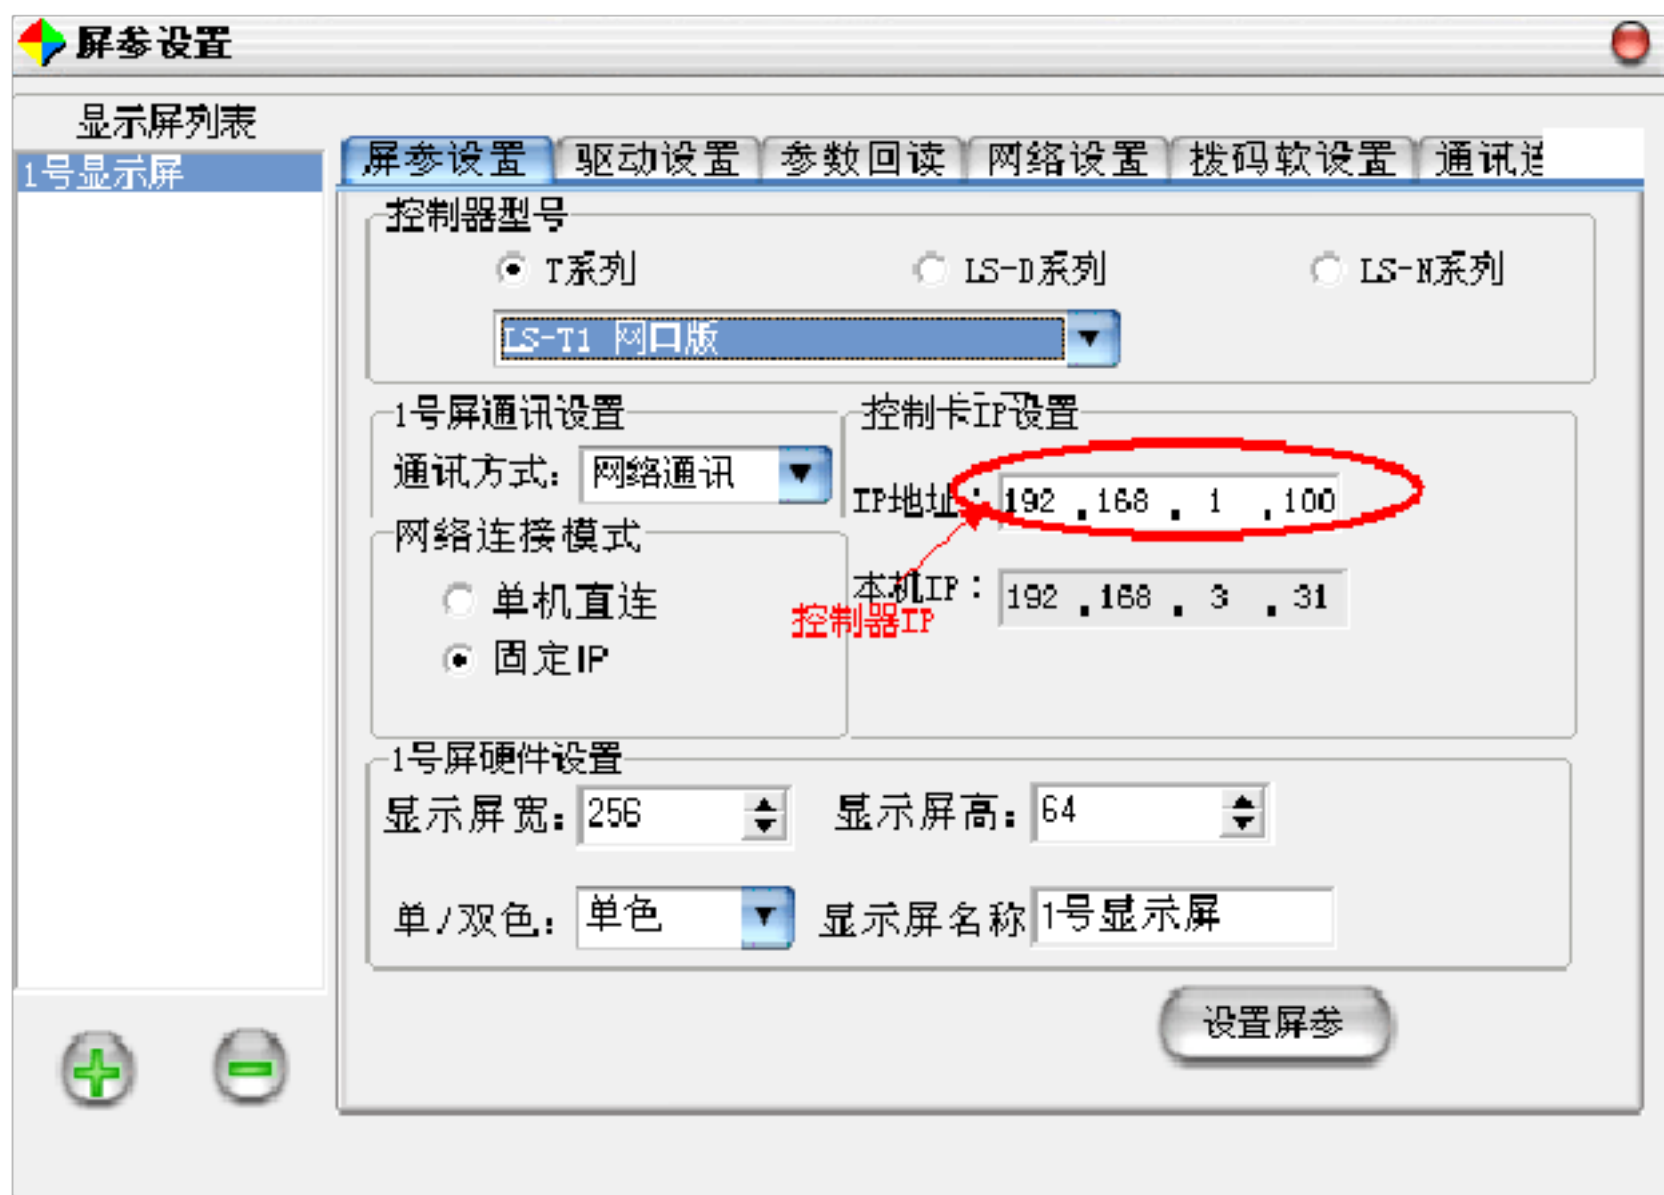 屏参设置
显示屏列表
1号显示屏
屏参设置 驱动设置 参数回读 网络设置 拨码软设置 通讯
控制器型号
T系列 LS-D系列 LS-N系列
LS-T1 网口版
1号屏通讯设置
通讯方式： 网络通讯
控制卡IP设置
IP地址： 192 . 168 . 1 . 100
网络连接模式
单机直连
固定IP
本机IP： 192 . 168 . 3 . 31
控制器IP
1号屏硬件设置
显示屏宽： 256 显示屏高： 64
单/双色： 单色 显示屏名称 1号显示屏
设置屏参